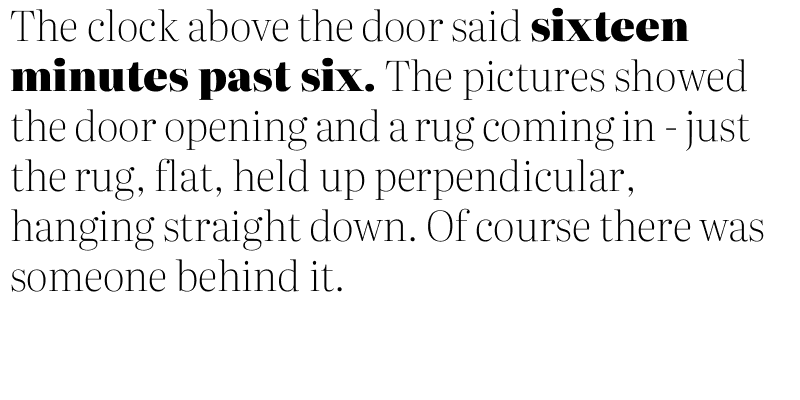 The clock above the door said sixteen
minutes past six. The pictures showed
the door opening and a rug coming in - just
the rug, flat, held up perpendicular,
hanging straight down. Of course there was
someone behind it.